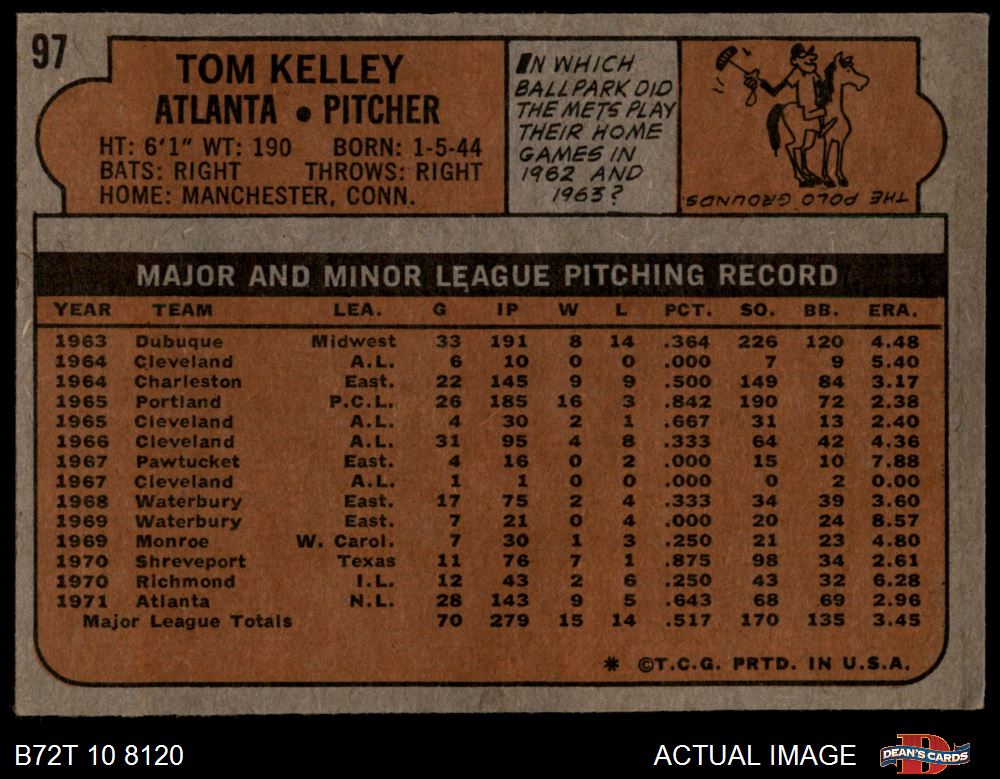 97
TOM KELLEY
ATLANTA • PITCHER
HT: 6'1" WT: 190 BORN: 1-5-44
BATS: RIGHT THROWS: RIGHT
HOME: MANCHESTER, CONN.
IN WHICH
BALLPARK DID
THE METS PLAY
THEIR HOME
GAMES IN
1962 AND
1963?
THE POLO GROUNDS
MAJOR AND MINOR LEAGUE PITCHING RECORD
YEAR TEAM LEA. G IP W L PCT. SO. BB. ERA.
1963 Dubuque Midwest 33 191 8 14 .364 226 120 4.48
1964 Cleveland A.L. 6 10 0 0 .000 7 9 5.40
1964 Charleston East. 22 145 9 9 .500 149 84 3.17
1965 Portland P.C.L. 26 185 16 3 .842 190 72 2.38
1965 Cleveland A.L. 4 30 2 1 .667 31 13 2.40
1966 Cleveland A.L. 31 95 4 8 .333 64 42 4.36
1967 Pawtucket East. 4 16 0 2 .000 15 10 7.88
1967 Cleveland A.L. 1 1 0 0 .000 0 2 0.00
1968 Waterbury East. 17 75 2 4 .333 34 39 3.60
1969 Waterbury East. 7 21 0 4 .000 20 24 8.57
1969 Monroe W. Carol. 7 30 1 3 .250 21 23 4.80
1970 Shreveport Texas 11 76 7 1 .875 98 34 2.61
1970 Richmond I.L. 12 43 2 6 .250 43 32 6.28
1971 Atlanta N.L. 28 143 9 5 .643 68 69 2.96
Major League Totals 70 279 15 14 .517 170 135 3.45
* ©T.C.G. PRTD. IN U.S.A.
B72T 10 8120 ACTUAL IMAGE
D
DEAN'S CARDS